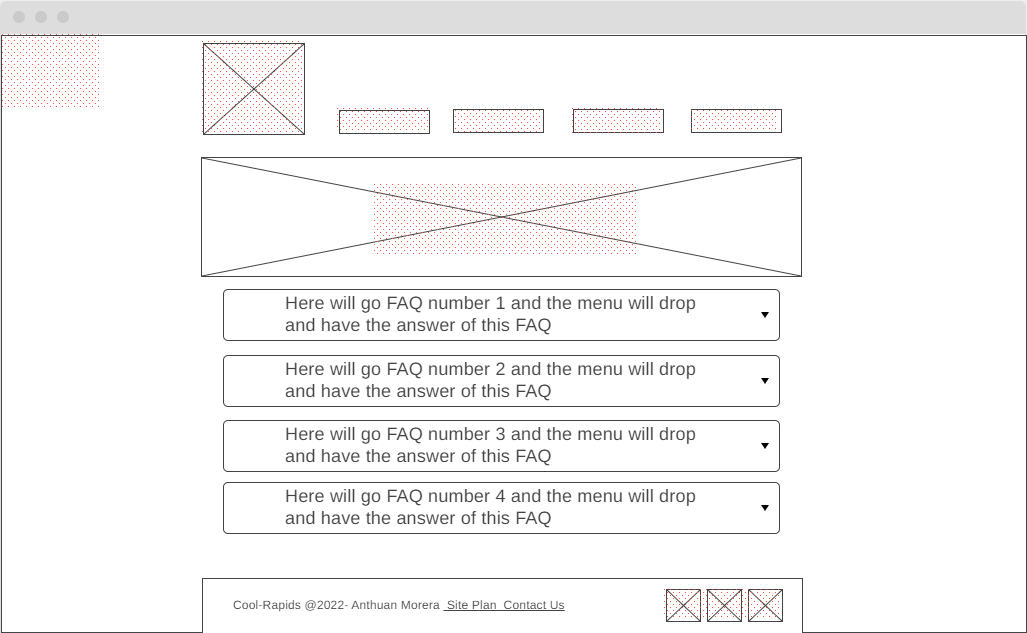 Here will go FAQ number 1 and the menu will drop
and have the answer of this FAQ
Here will go FAQ number 2 and the menu will drop
and have the answer of this FAQ
Here will go FAQ number 3 and the menu will drop
and have the answer of this FAQ
Here will go FAQ number 4 and the menu will drop
and have the answer of this FAQ
Cool-Rapids @2022- Anthuan Morera  Site Plan  Contact Us